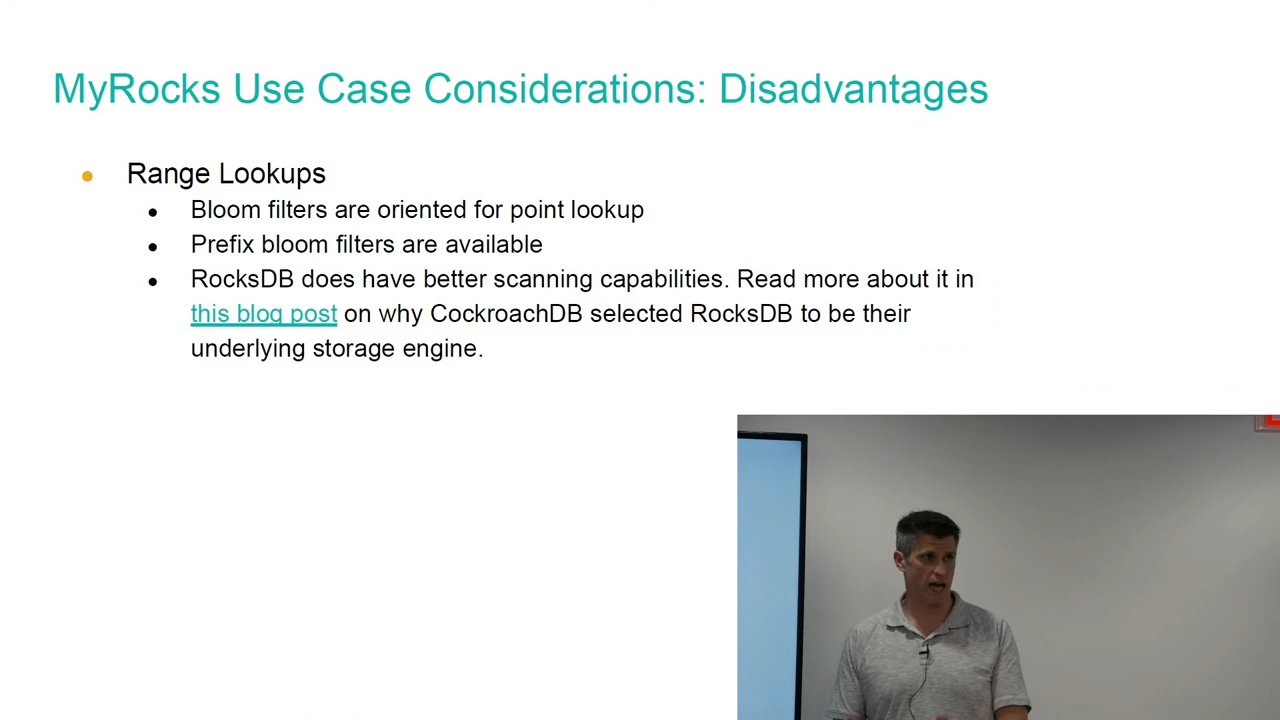 MyRocks Use Case Considerations: Disadvantages
Range Lookups
Bloom filters are oriented for point lookup
Prefix bloom filters are available
RocksDB does have better scanning capabilities. Read more about it in
this blog post on why CockroachDB selected RocksDB to be their
underlying storage engine.